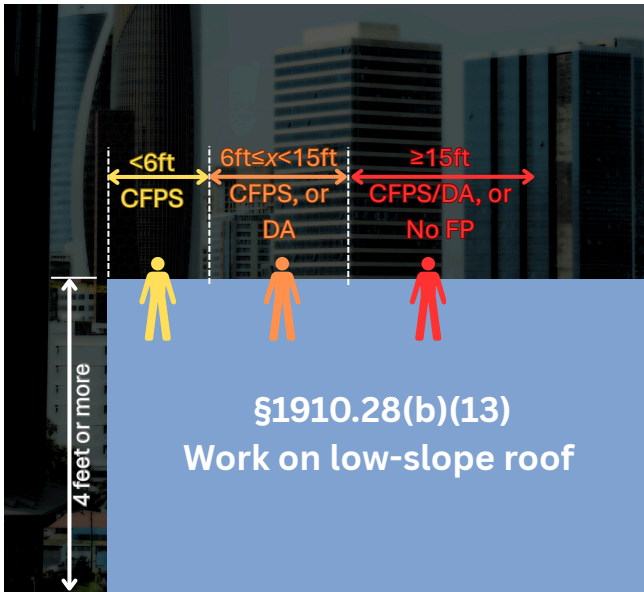 <6ft
CFPS
6ft≤x<15ft
CFPS, or
DA
≥15ft
CFPS/DA, or
No FP
4 feet or more
§1910.28(b)(13)
Work on low-slope roof